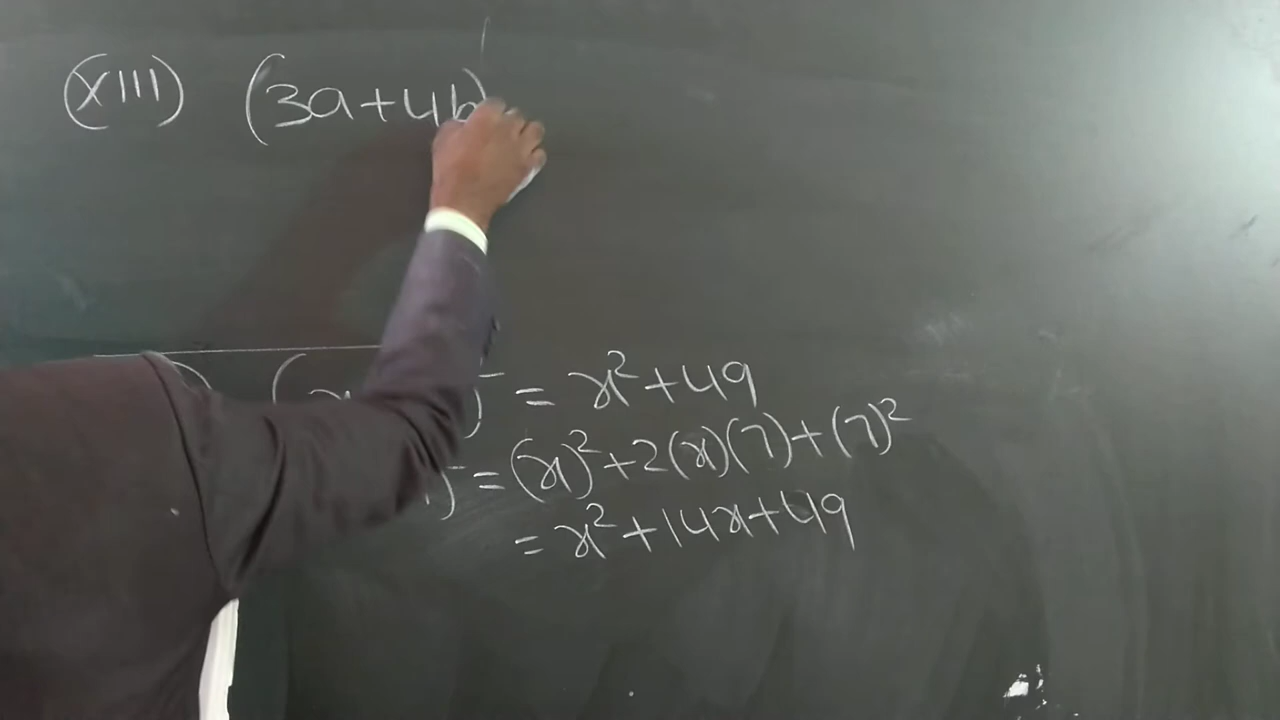 (XIII) (3a+4b)
= x²+49
= (x)²+2(x)(7)+(7)²
= x²+14x+49